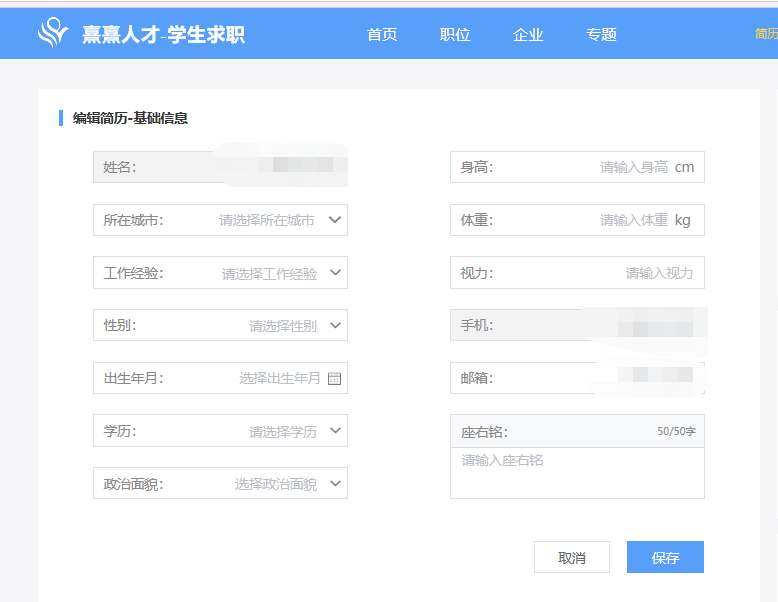 熹熹人才-学生求职 首页 职位 企业 专题 简历
编辑简历-基础信息
姓名:
所在城市: 请选择所在城市
工作经验: 请选择工作经验
性别: 请选择性别
出生年月: 选择出生年月
学历: 请选择学历
政治面貌: 选择政治面貌
身高: 请输入身高 cm
体重: 请输入体重 kg
视力: 请输入视力
手机:
邮箱:
座右铭: 50/50字
请输入座右铭
取消 保存